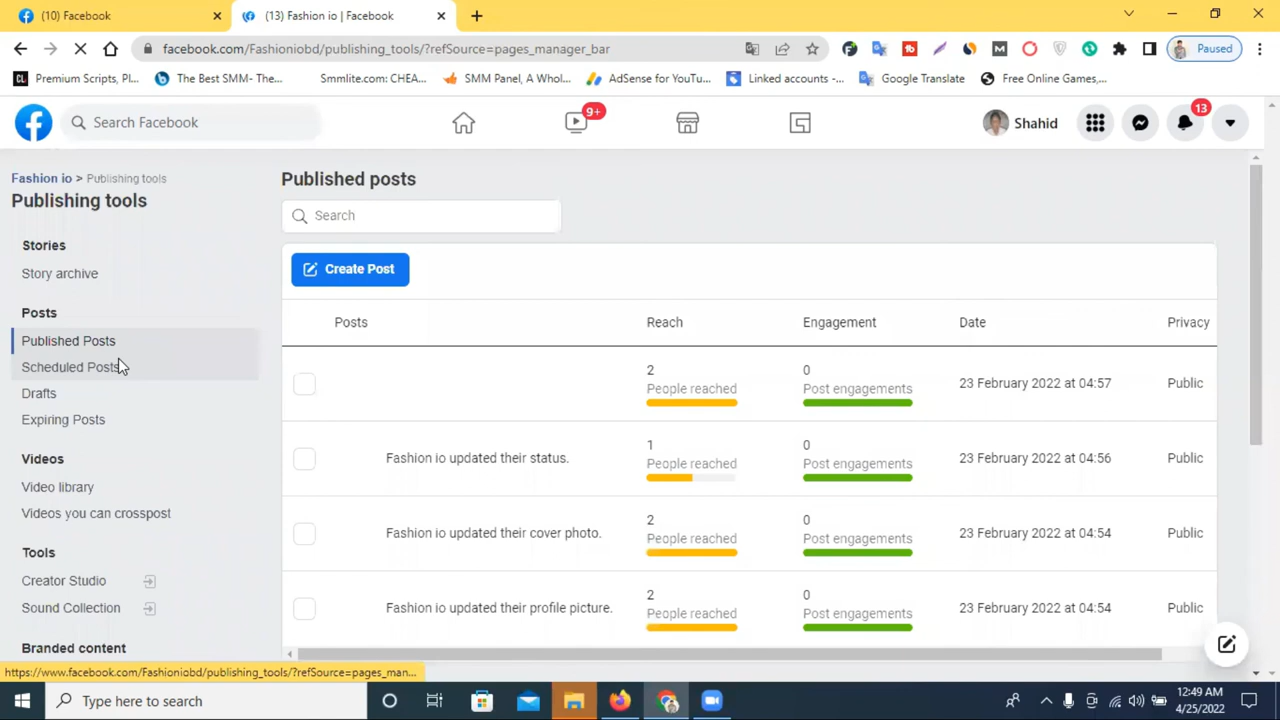 (10) Facebook
(13) Fashion io | Facebook
facebook.com/Fashioniobd/publishing_tools/?refSource=pages_manager_bar
Paused
CL Premium Scripts, Pl...
The Best SMM- The...
Smmlite.com: CHEA...
SMM Panel, A Whol...
AdSense for YouTu...
Linked accounts -...
Google Translate
Free Online Games,...
Search Facebook
9+
Shahid
13
Fashion io > Publishing tools
Publishing tools
Stories
Story archive
Posts
Published Posts
Scheduled Posts
Drafts
Expiring Posts
Videos
Video library
Videos you can crosspost
Tools
Creator Studio
Sound Collection
Branded content
Published posts
Search
Create Post
Posts Reach Engagement Date Privacy
2 0
People reached Post engagements 23 February 2022 at 04:57 Public
1 0
Fashion io updated their status. People reached Post engagements 23 February 2022 at 04:56 Public
2 0
Fashion io updated their cover photo. People reached Post engagements 23 February 2022 at 04:54 Public
2 0
Fashion io updated their profile picture. People reached Post engagements 23 February 2022 at 04:54 Public
https://www.facebook.com/Fashioniobd/publishing_tools/?refSource=pages_man...
Type here to search
12:49 AM
4/25/2022